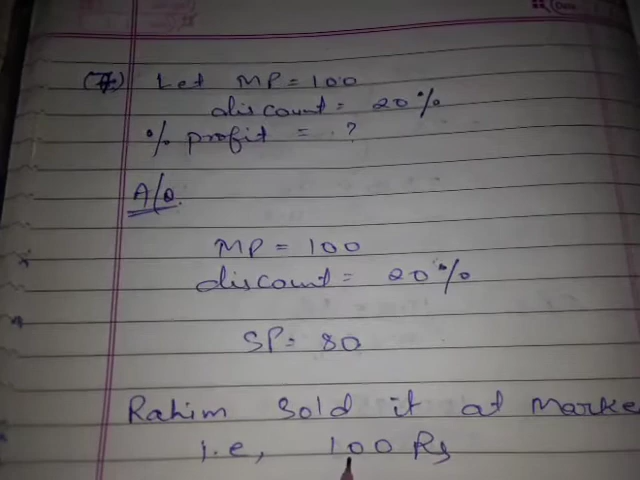 (7) Let MP = 100
discount = 20%
% profit = ?
A/Q.
MP = 100
discount = 20%
SP = 80
Rahim sold it at Marke
i.e, 100 Rs